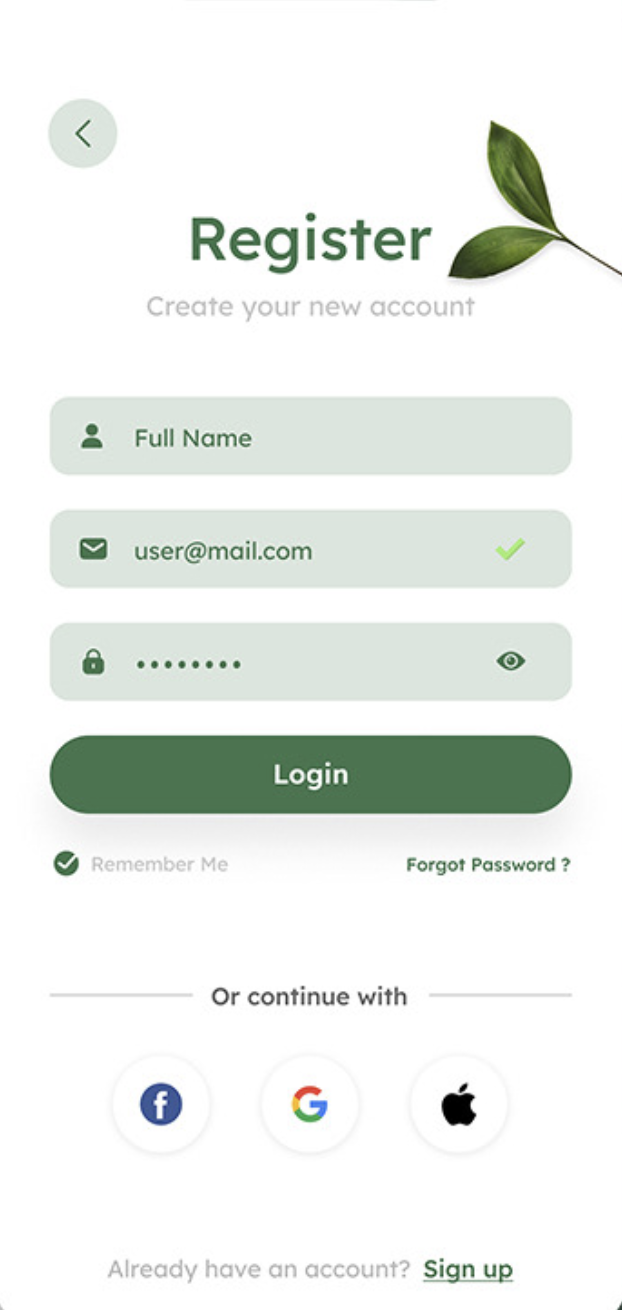 Register
Create your new account
Full Name
user@mail.com
••••••••
Login
Remember Me Forgot Password ?
Or continue with
Already have an account? Sign up